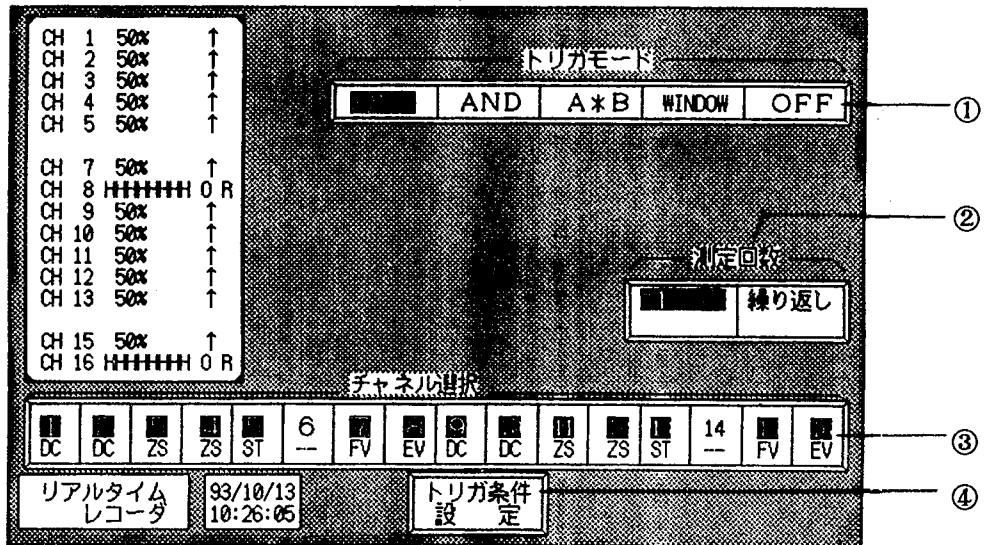 CH 1 50% ↑
CH 2 50% ↑
CH 3 50% ↑
CH 4 50% ↑
CH 5 50% ↑
CH 7 50% ↑
CH 8 HHHHHHH O R
CH 9 50% ↑
CH 10 50% ↑
CH 11 50% ↑
CH 12 50% ↑
CH 13 50% ↑
CH 15 50% ↑
CH 16 HHHHHHH O R
トリガモード
AND A*B WINDOW OFF ①
②
測定回数
繰り返し
チャネル選択
6 14
DC DC ZS ZS ST -- FV EV DC DC ZS ZS ST -- FV EV ③
リアルタイム
レコーダ
93/10/13
10:26:05
トリガ条件
設 定
④